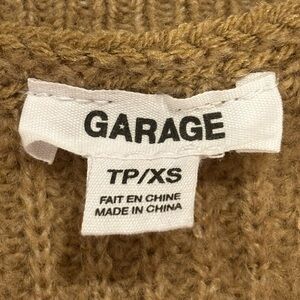 GARAGE
TP/XS
FAIT EN CHINE
MADE IN CHINA